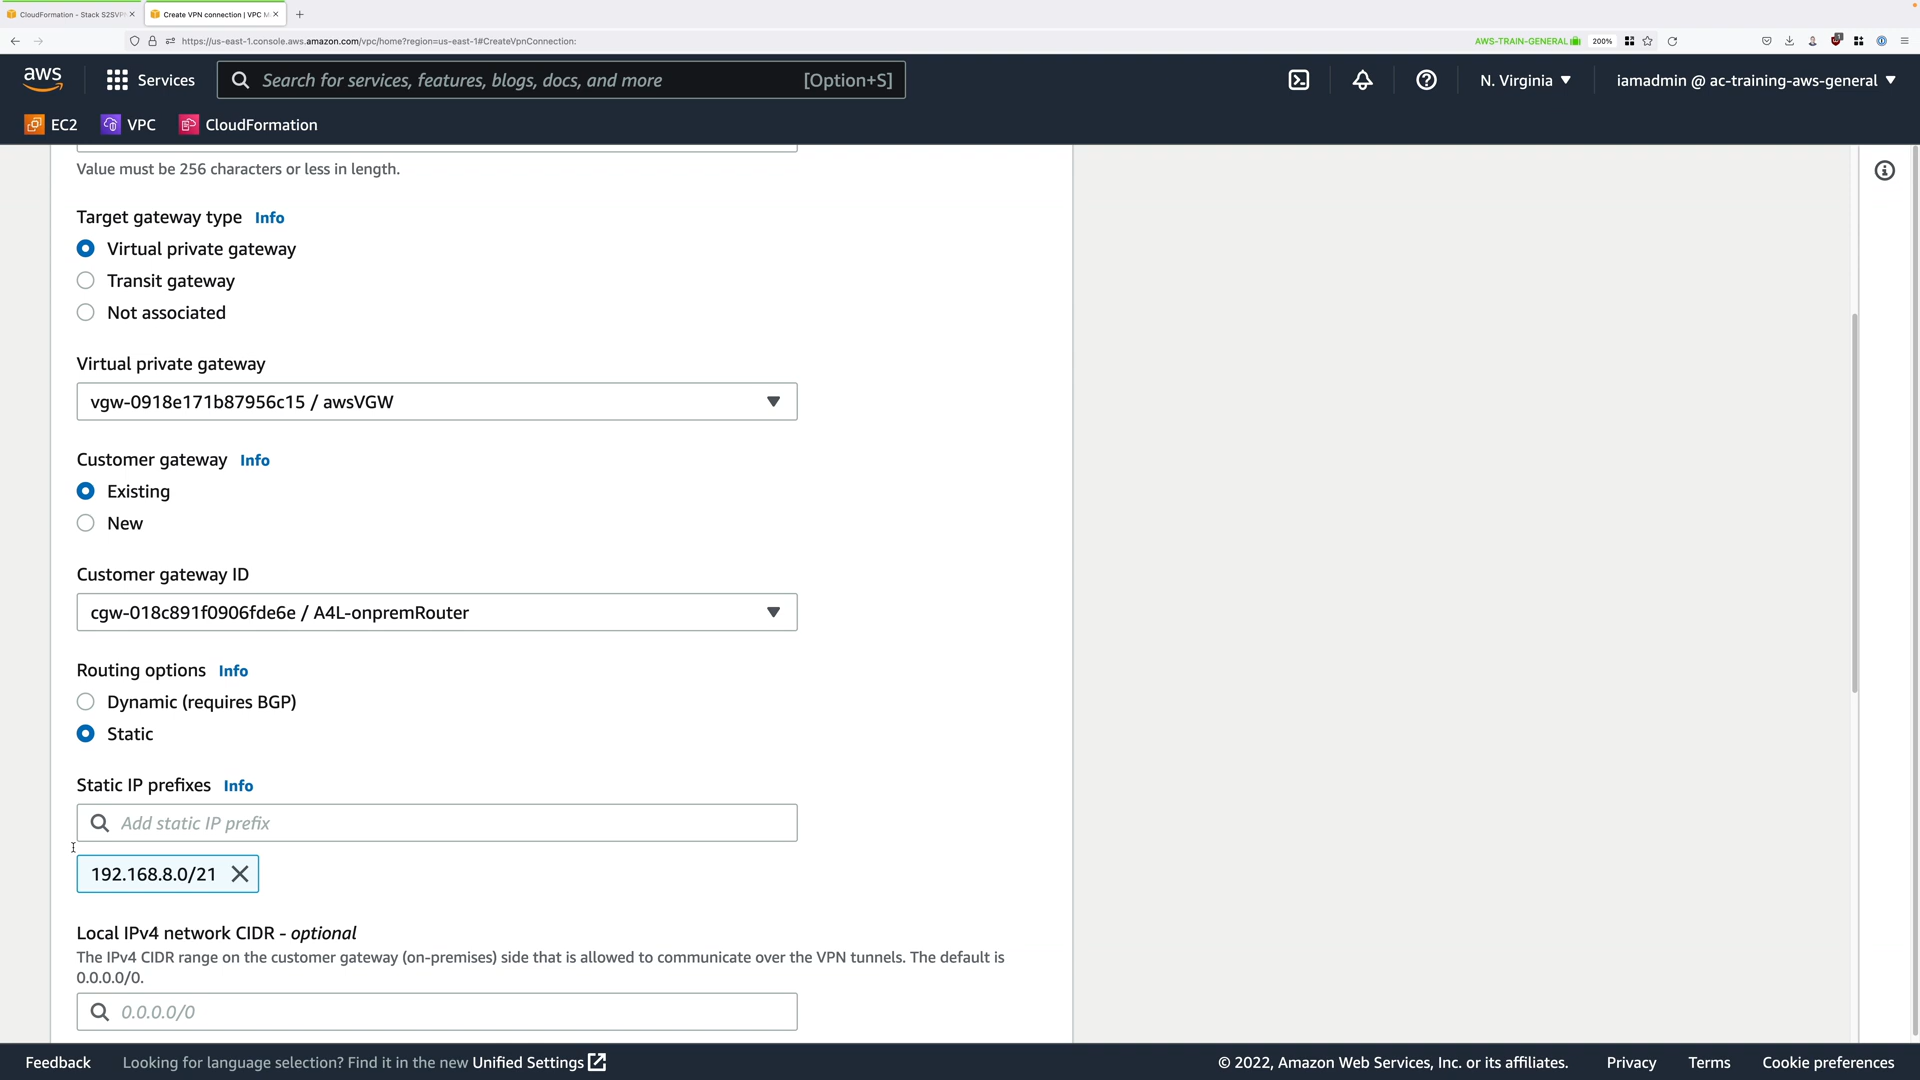 CloudFormation - Stack S2SVPN
Create VPN connection | VPC M
https://us-east-1.console.aws.amazon.com/vpc/home?region=us-east-1#CreateVpnConnection:
AWS-TRAIN-GENERAL
200%
aws
Services
Search for services, features, blogs, docs, and more
[Option+S]
N. Virginia
iamadmin @ ac-training-aws-general
EC2
VPC
CloudFormation
Value must be 256 characters or less in length.
Target gateway type Info
Virtual private gateway
Transit gateway
Not associated
Virtual private gateway
vgw-0918e171b87956c15 / awsVGW
Customer gateway Info
Existing
New
Customer gateway ID
cgw-018c891f0906fde6e / A4L-onpremRouter
Routing options Info
Dynamic (requires BGP)
Static
Static IP prefixes Info
Add static IP prefix
192.168.8.0/21
Local IPv4 network CIDR - optional
The IPv4 CIDR range on the customer gateway (on-premises) side that is allowed to communicate over the VPN tunnels. The default is
0.0.0.0/0.
0.0.0.0/0
Feedback
Looking for language selection? Find it in the new Unified Settings
© 2022, Amazon Web Services, Inc. or its affiliates.
Privacy
Terms
Cookie preferences